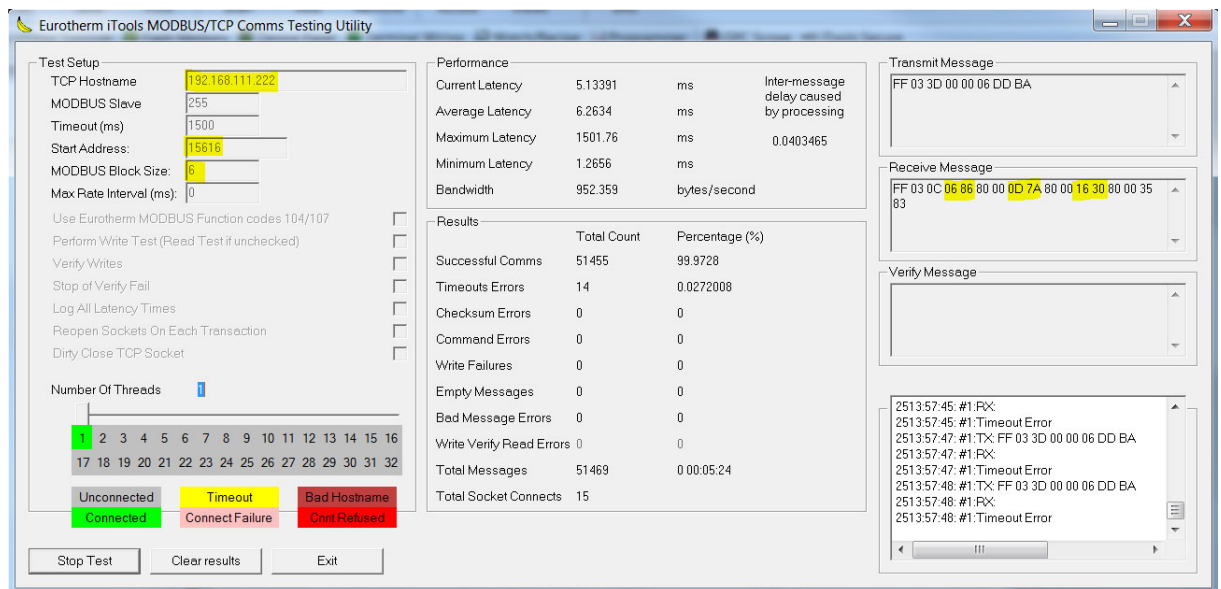 Eurotherm iTools MODBUS/TCP Comms Testing Utility
Test Setup
TCP Hostname 192.168.111.222
MODBUS Slave 255
Timeout (ms) 1500
Start Address: 15616
MODBUS Block Size: 6
Max Rate Interval (ms): 0
Use Eurotherm MODBUS Function codes 104/107
Perform Write Test (Read Test if unchecked)
Verify Writes
Stop of Verify Fail
Log All Latency Times
Reopen Sockets On Each Transaction
Dirty Close TCP Socket
Number Of Threads 1
1 2 3 4 5 6 7 8 9 10 11 12 13 14 15 16
17 18 19 20 21 22 23 24 25 26 27 28 29 30 31 32
Unconnected Timeout Bad Hostname
Connected Connect Failure Cnnt Refused
Stop Test Clear results Exit
Performance
Current Latency 5.13391 ms
Average Latency 6.2634 ms
Maximum Latency 1501.76 ms
Minimum Latency 1.2656 ms
Bandwidth 952.359 bytes/second
Inter-message
delay caused
by processing
0.0403465
Results
Total Count Percentage (%)
Successful Comms 51455 99.9728
Timeouts Errors 14 0.0272008
Checksum Errors 0 0
Command Errors 0 0
Write Failures 0 0
Empty Messages 0 0
Bad Message Errors 0 0
Write Verify Read Errors 0 0
Total Messages 51469 0 00:05:24
Total Socket Connects 15
Transmit Message
FF 03 3D 00 00 06 DD BA
Receive Message
FF 03 0C 06 86 80 00 0D 7A 80 00 16 30 80 00 35
83
Verify Message
2513:57:45: #1:RX:
2513:57:45: #1:Timeout Error
2513:57:47: #1:TX: FF 03 3D 00 00 06 DD BA
2513:57:47: #1:RX:
2513:57:47: #1:Timeout Error
2513:57:48: #1:TX: FF 03 3D 00 00 06 DD BA
2513:57:48: #1:RX:
2513:57:48: #1:Timeout Error